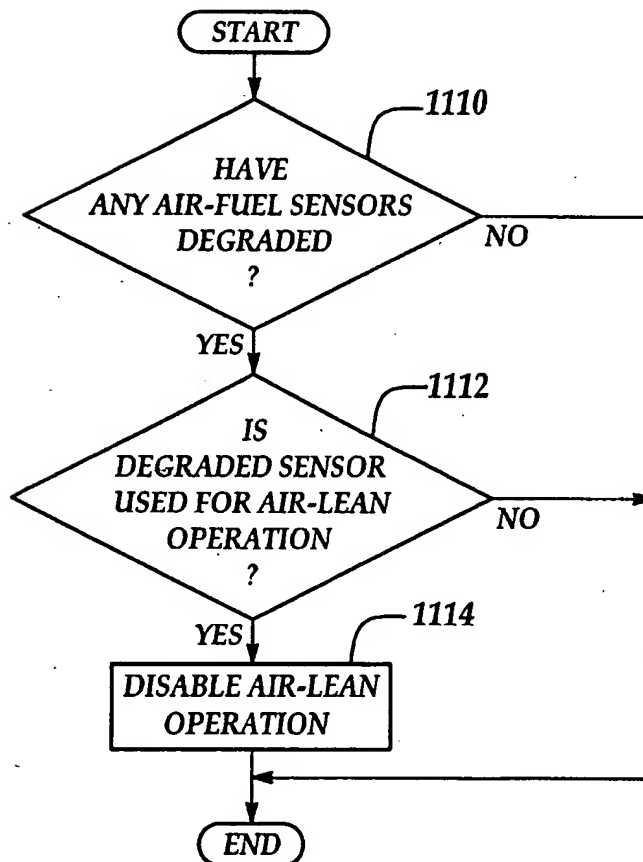 START
1110
HAVE
ANY AIR-FUEL SENSORS
DEGRADED
?
NO
YES
1112
IS
DEGRADED SENSOR
USED FOR AIR-LEAN
OPERATION
?
NO
YES
1114
DISABLE AIR-LEAN
OPERATION
END